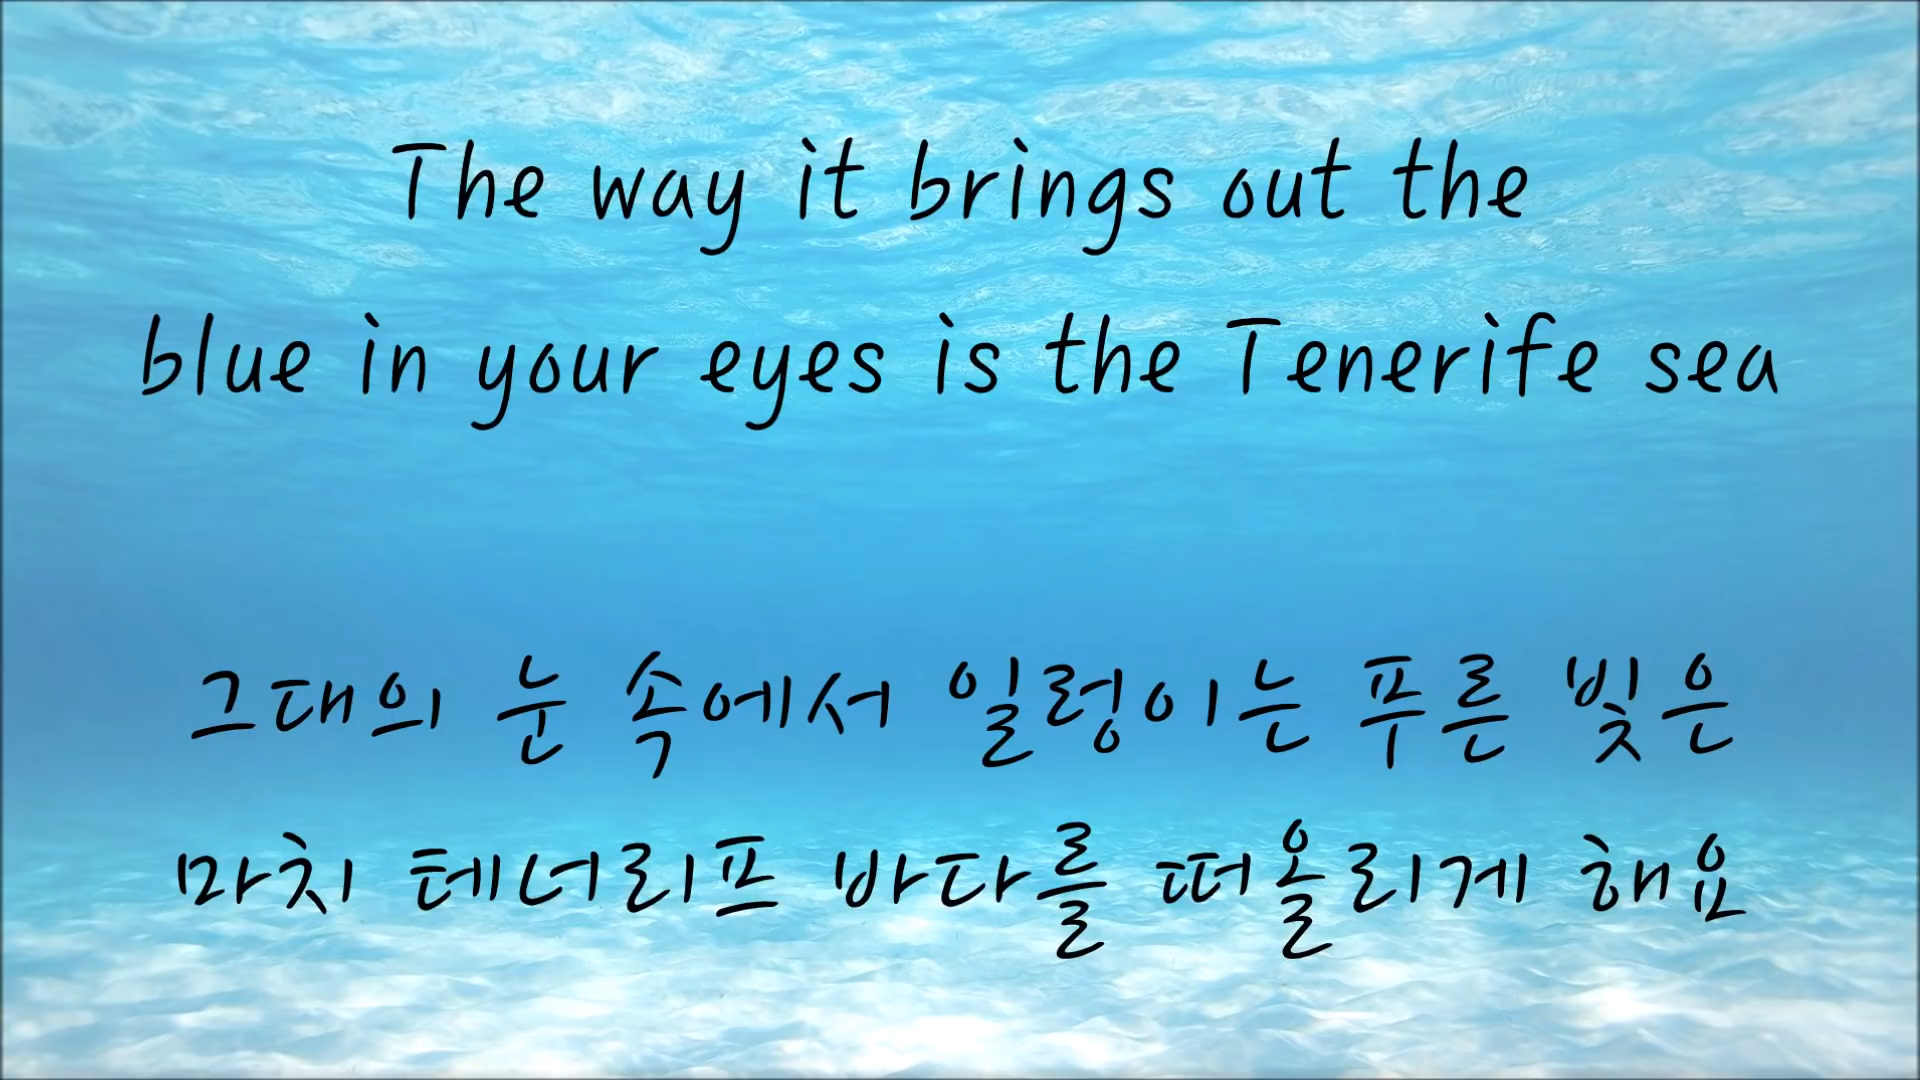 The way it brings out the
blue in your eyes is the Tenerife sea
그대의 눈 속에서 일렁이는 푸른 빛은
마치 테너리프 바다를 떠올리게 해요